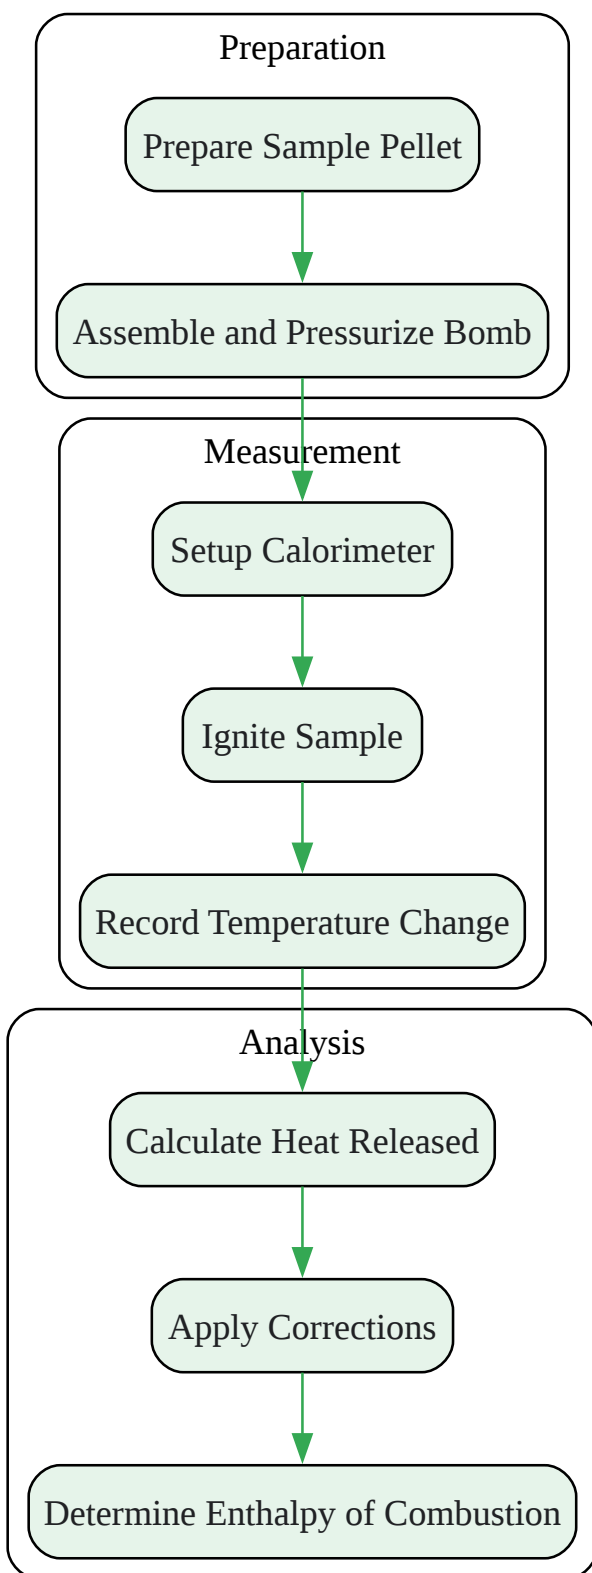 Preparation
Prepare Sample Pellet
Assemble and Pressurize Bomb
Measurement
Setup Calorimeter
Ignite Sample
Record Temperature Change
Analysis
Calculate Heat Released
Apply Corrections
Determine Enthalpy of Combustion